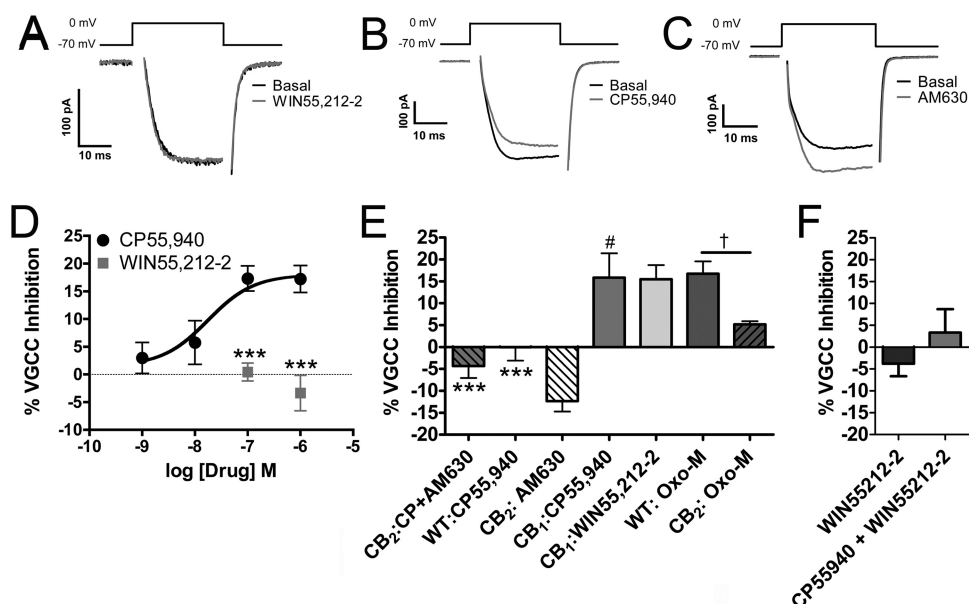 A
0 mV
-70 mV
Basal
WIN55,212-2
100 pA
10 ms
B
0 mV
-70 mV
Basal
CP55,940
100 pA
10 ms
C
0 mV
-70 mV
Basal
AM630
100 pA
10 ms
D
CP55,940
WIN55,212-2
% VGCC Inhibition
25
20
15
10
5
0
-5
-10
***
***
-10
-9
-8
-7
-6
-5
log [Drug] M
E
% VGCC Inhibition
25
20
15
10
5
0
-5
-10
-15
-20
***
***
#
†
CB2:CP+AM630
WT:CP55,940
CB2: AM630
CB1:CP55,940
CB1:WIN55,212-2
WT: Oxo-M
CB2: Oxo-M
F
% VGCC Inhibition
25
20
15
10
5
0
-5
-10
-15
-20
WIN55212-2
CP55940 + WIN55212-2